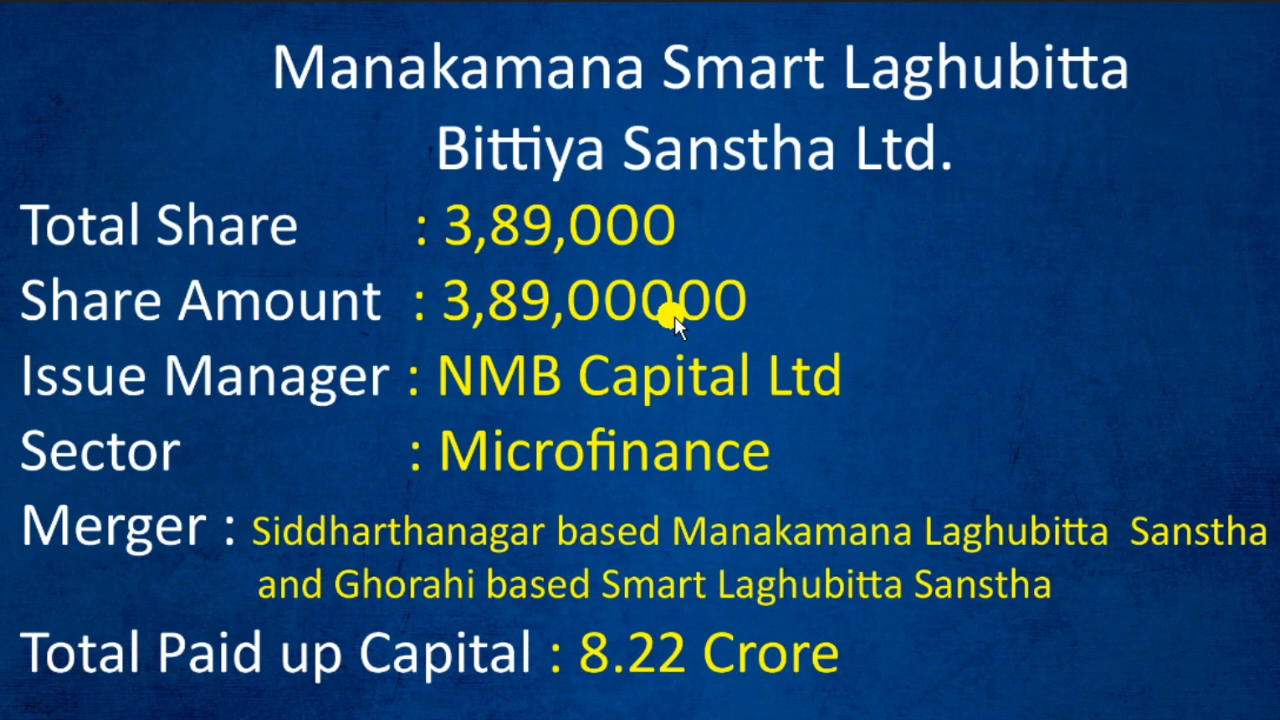 Manakamana Smart Laghubitta
Bittiya Sanstha Ltd.
Total Share : 3,89,000
Share Amount : 3,89,00000
Issue Manager : NMB Capital Ltd
Sector : Microfinance
Merger : Siddharthanagar based Manakamana Laghubitta Sanstha
and Ghorahi based Smart Laghubitta Sanstha
Total Paid up Capital : 8.22 Crore